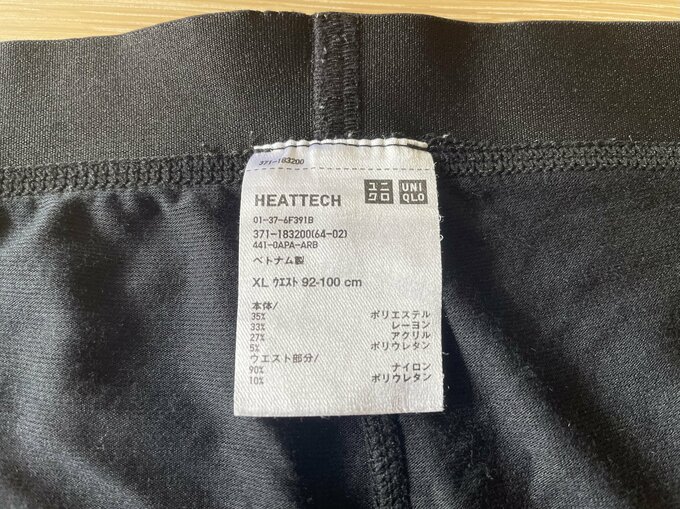 371-183200
HEATTECH
ユニクロ
UNIQLO
01-37-6F391B
371-183200(64-02)
441-0APA-ARB
ベトナム製
XL ウエスト 92-100 cm
本体/
35% ポリエステル
33% レーヨン
27% アクリル
5% ポリウレタン
ウエスト部分/
90% ナイロン
10% ポリウレタン